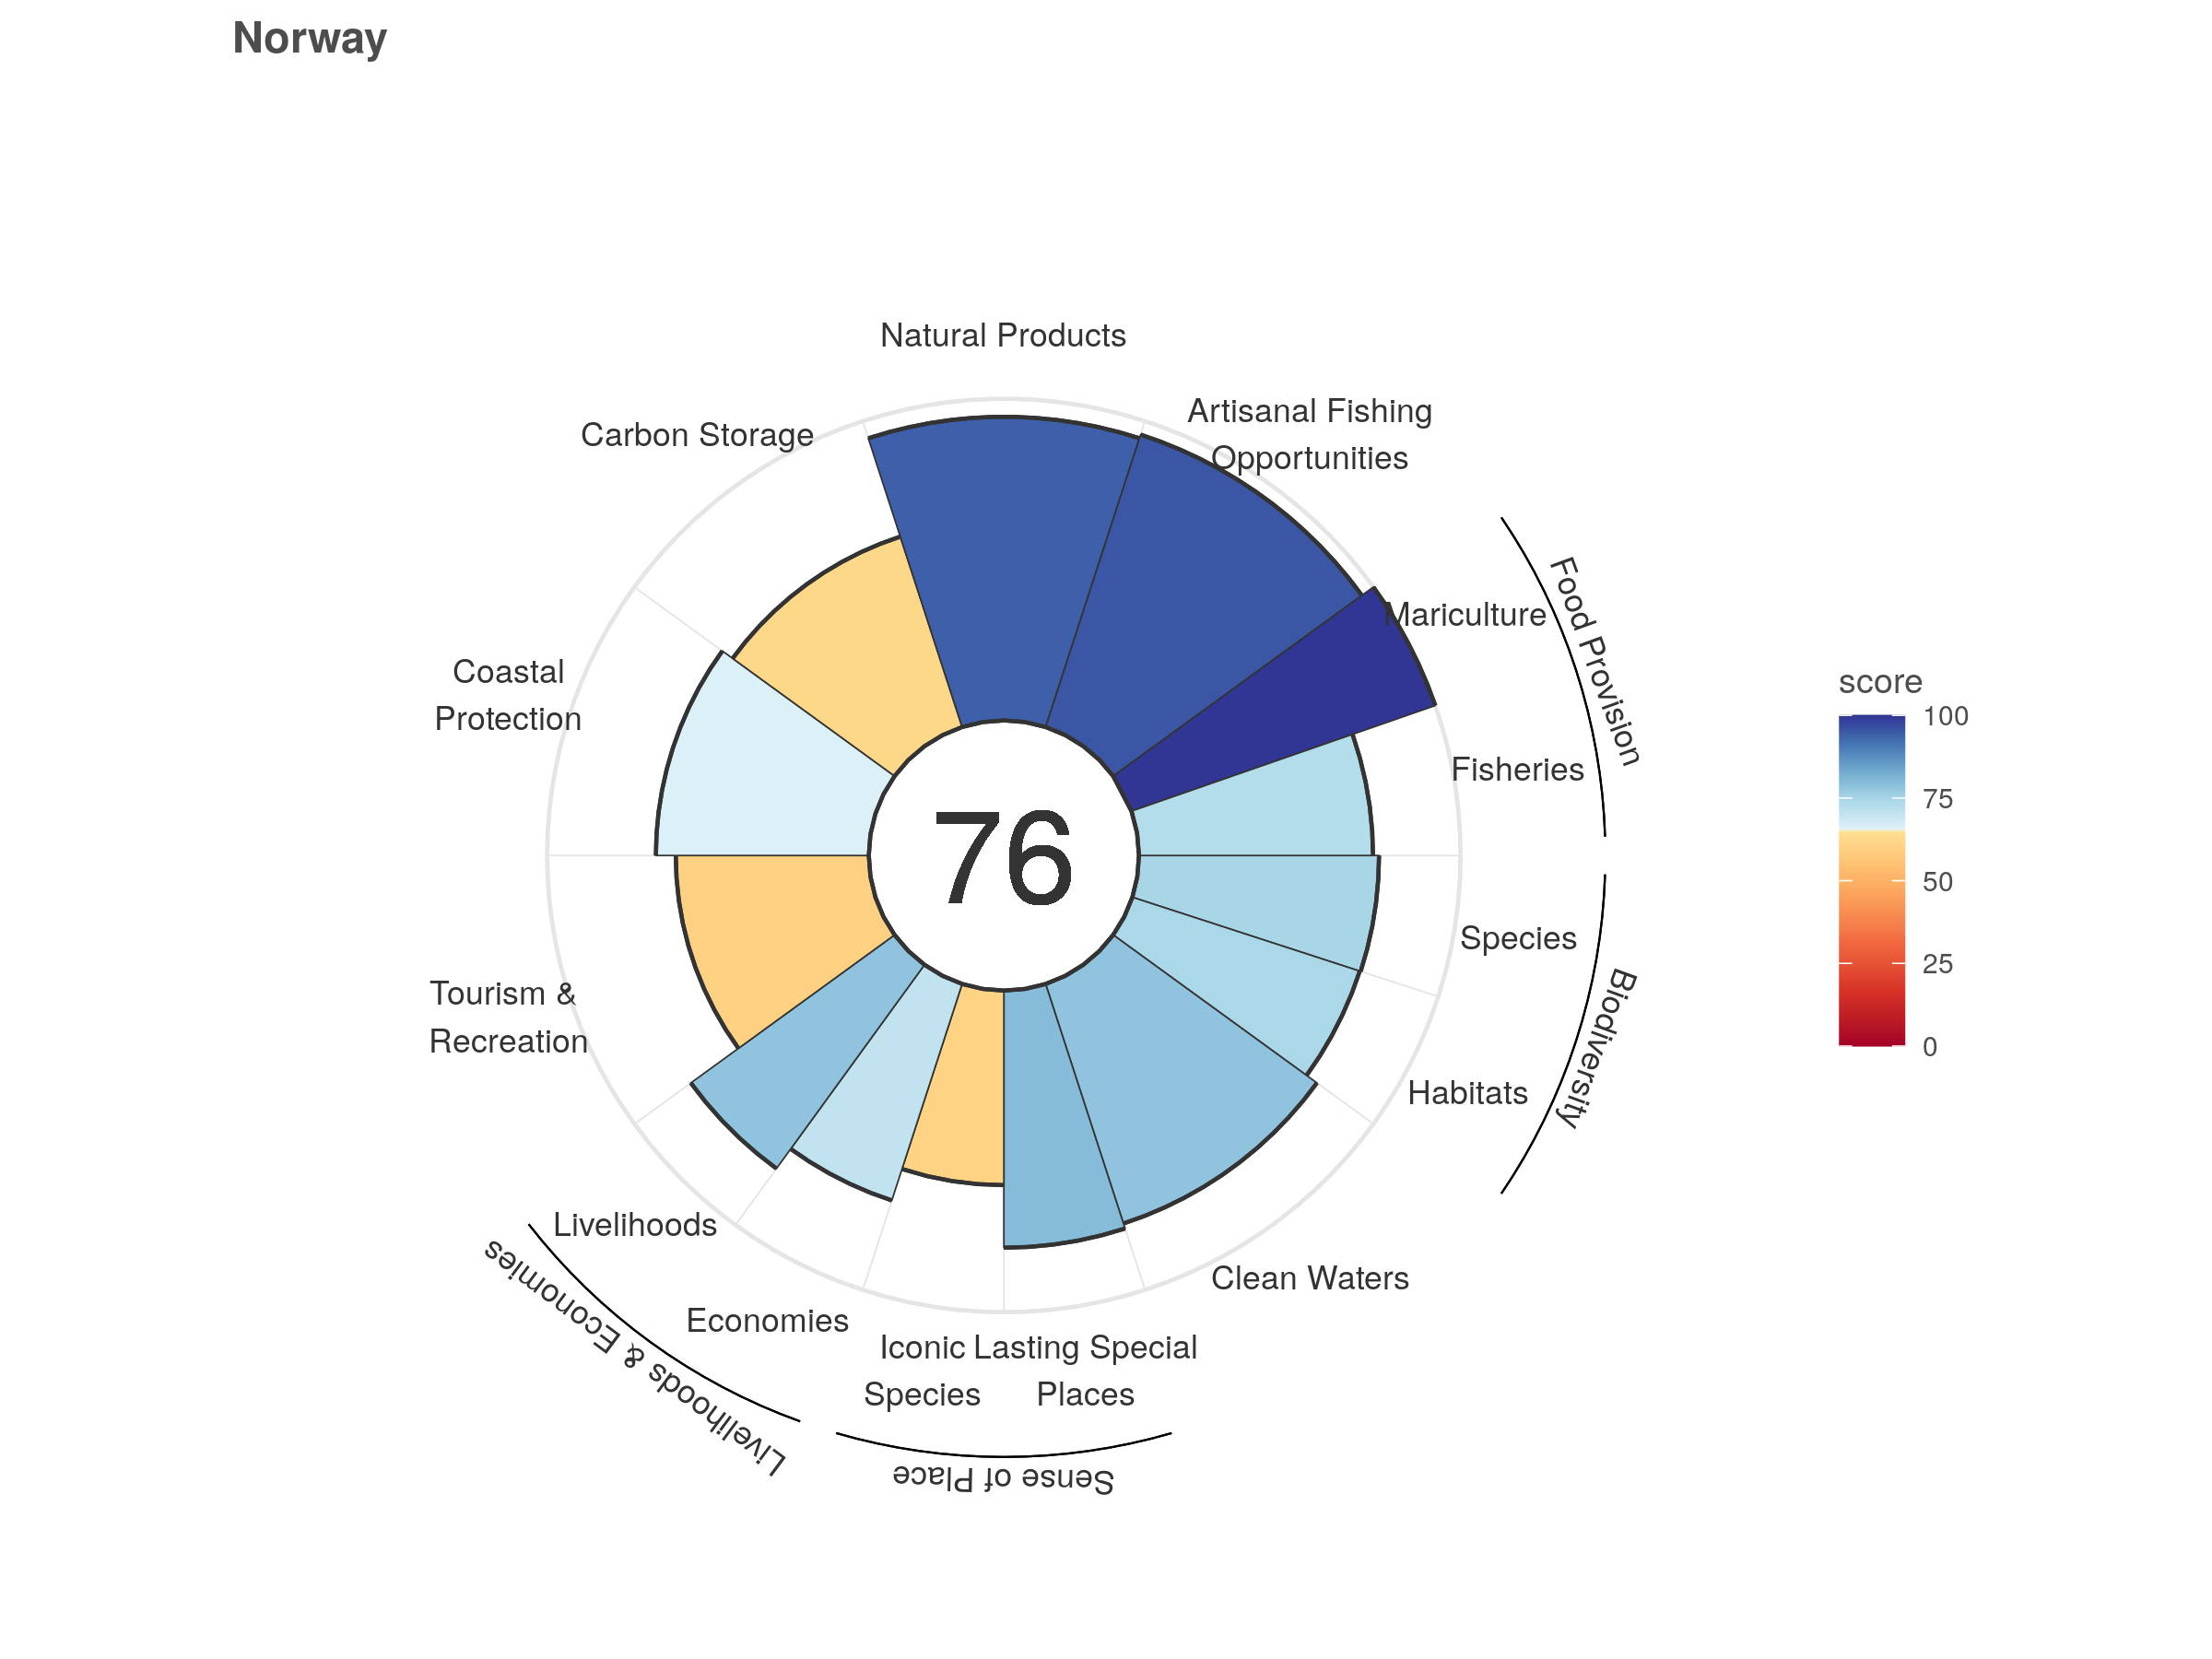 Norway
Natural Products
Artisanal Fishing
Opportunities
Carbon Storage
Mariculture
Food Provision
Coastal
Protection
Fisheries
score
100
75
50
25
0
76
Species
Biodiversity
Tourism &
Recreation
Habitats
Livelihoods
Clean Waters
Economies
Livelihoods & Economies
Iconic
Species
Lasting Special
Places
Sense of Place